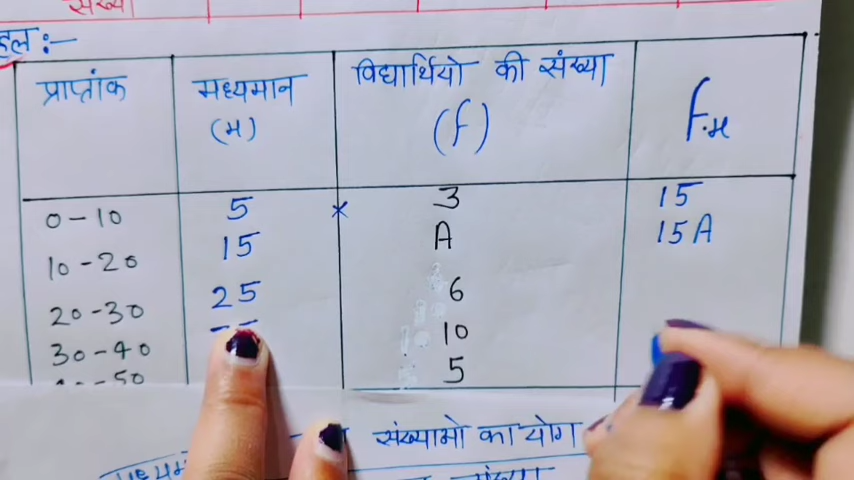 संख्या
हल :-
प्राप्तांक मध्यमान (म) विद्यार्थियो की संख्या (f) f.म
0-10 5 × 3 15
10-20 15 A 15A
20-30 25 6
30-40 10
-50 5
संख्याओ का योग
संख्या